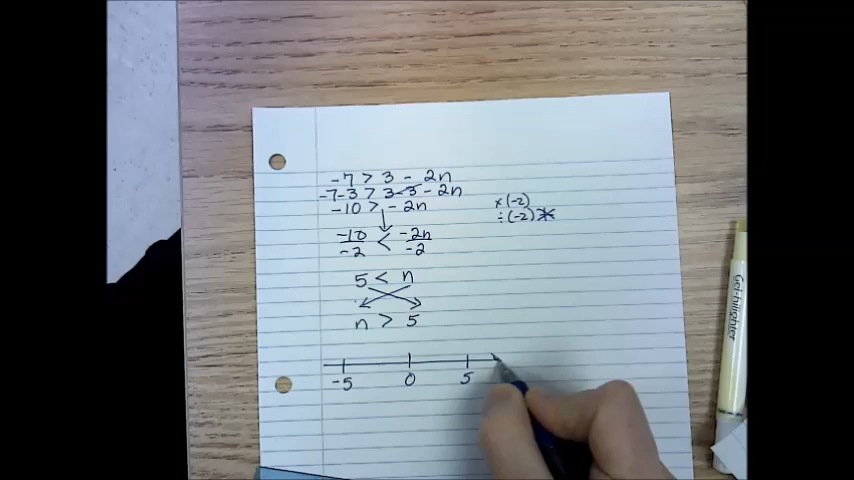 -7 > 3 - 2n
-7-3 > 3-3 - 2n
-10 > -2n
× (-2)
÷ (-2) *
-10/-2 < -2n/-2
5 < n
n > 5
-5 0 5
Gel-hilighter